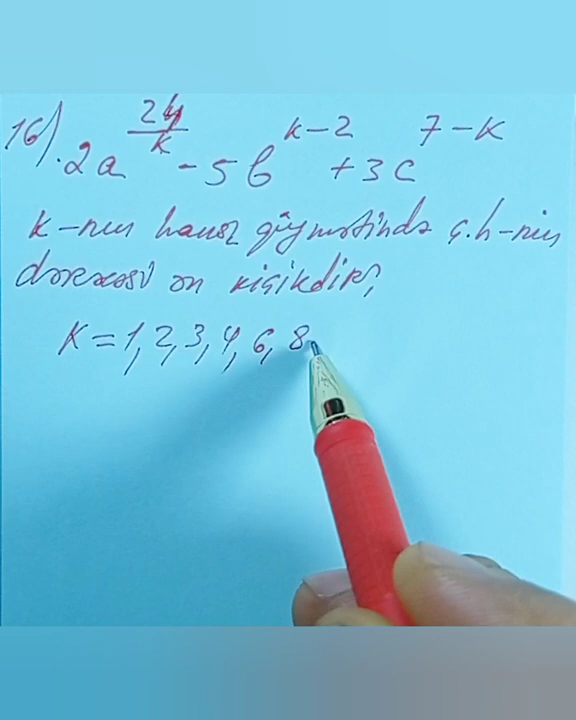 16). 2a^(24/k) - 5b^(k-2) + 3c^(7-k)
k-nın hansı qiymətində ç.h-nin
dərəcəsi ən kiçikdir?
K=1,2,3,4,6,8,